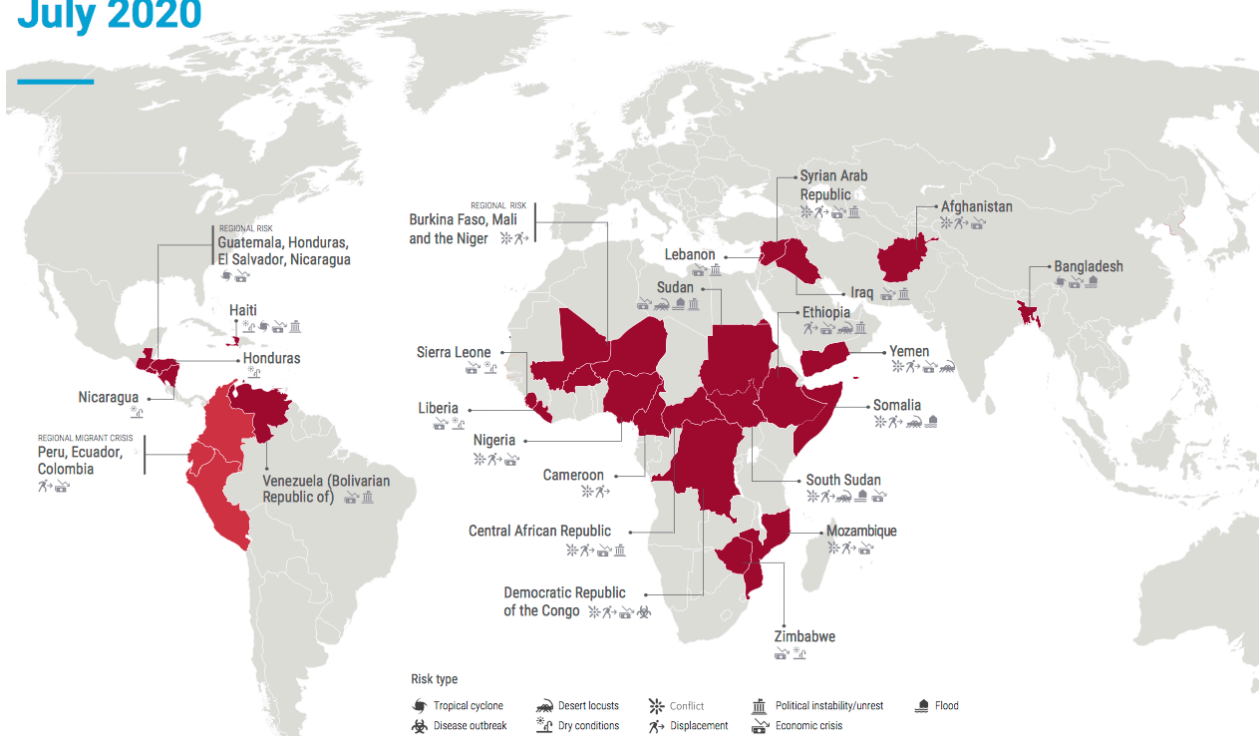 July 2020
REGIONAL RISK
Guatemala, Honduras,
El Salvador, Nicaragua
Haiti
Honduras
Nicaragua
REGIONAL MIGRANT CRISIS
Peru, Ecuador,
Colombia
Venezuela (Bolivarian
Republic of)
REGIONAL RISK
Burkina Faso, Mali
and the Niger
Sierra Leone
Liberia
Nigeria
Cameroon
Central African Republic
Democratic Republic
of the Congo
Lebanon
Sudan
Syrian Arab
Republic
Iraq
Ethiopia
Afghanistan
Bangladesh
Yemen
Somalia
South Sudan
Mozambique
Zimbabwe
Risk type
Tropical cyclone
Desert locusts
Conflict
Political instability/unrest
Flood
Disease outbreak
Dry conditions
Displacement
Economic crisis